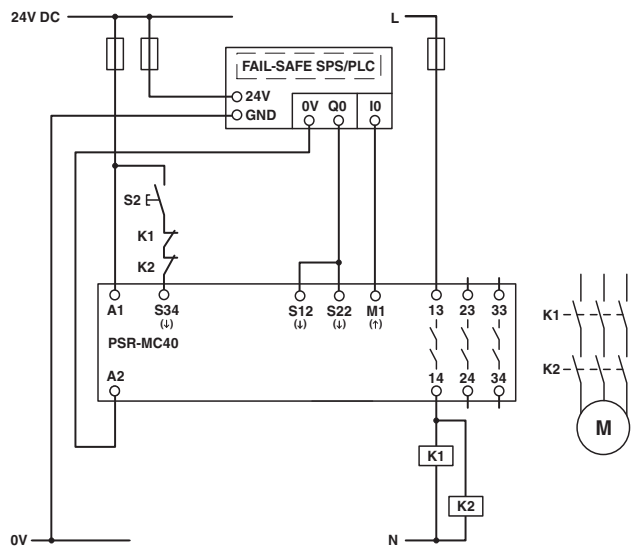 24V DC
L
FAIL-SAFE SPS/PLC
24V
GND
0V Q0 I0
S2
K1
K2
A1 S34 S12 S22 M1 13 23 33
(↓) (↓) (↓) (↑)
PSR-MC40
A2 14 24 34
K1
K2
M
K1
K2
0V
N